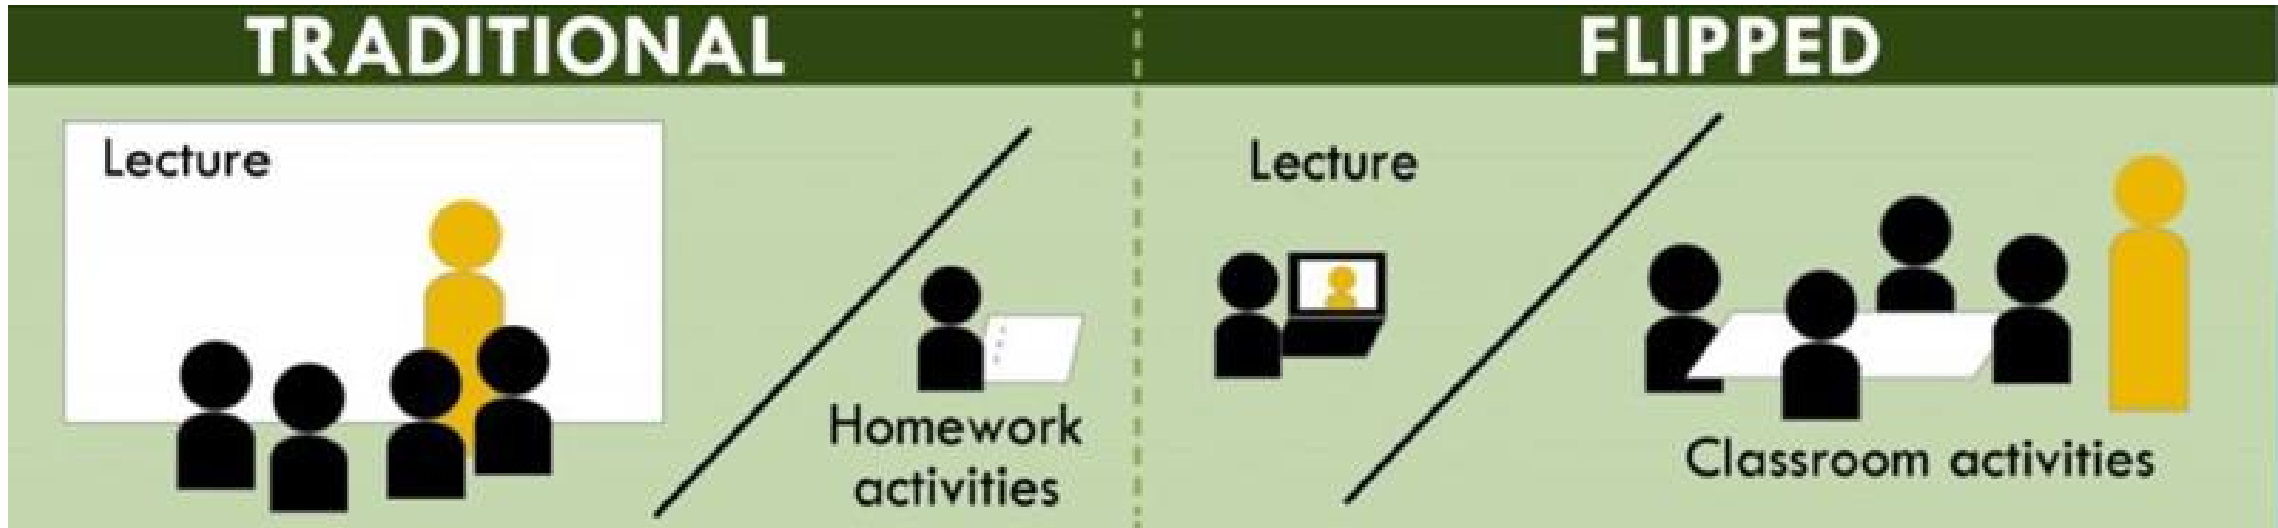 TRADITIONAL
Lecture
Homework
activities
FLIPPED
Lecture
Classroom activities